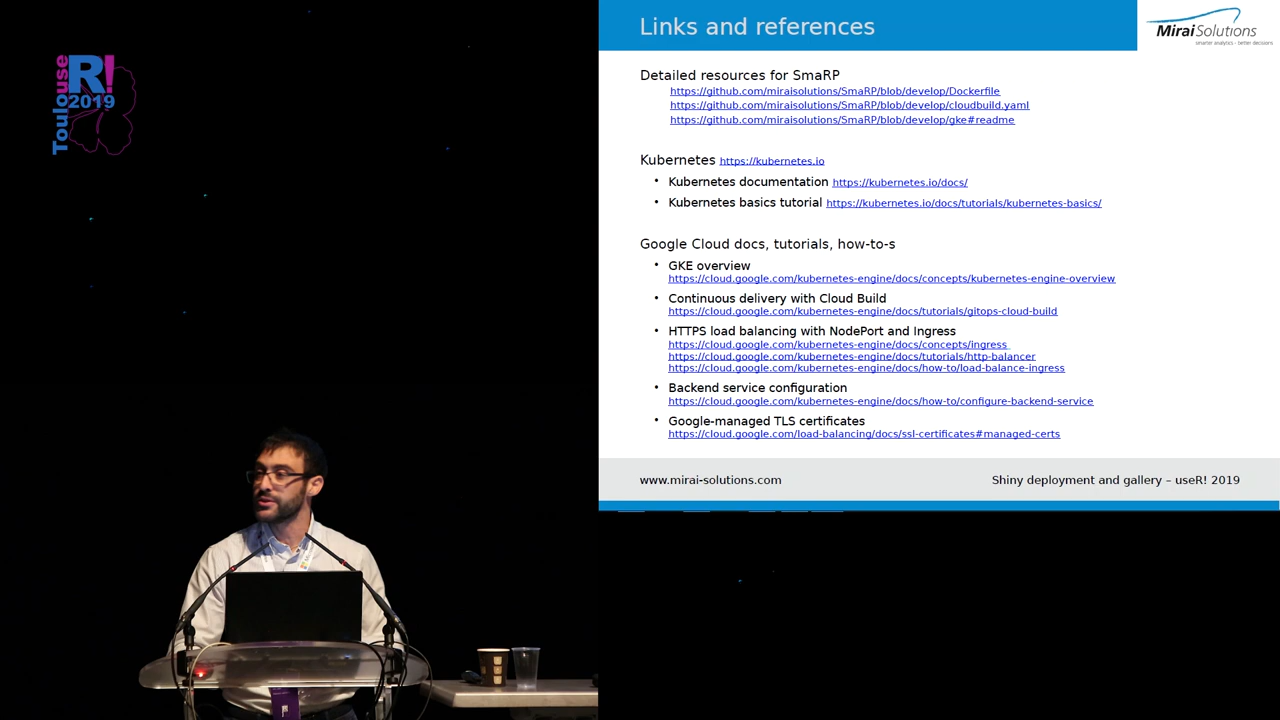 Toulouse
R!
2019
Links and references
MiraiSolutions
smarter analytics - better decisions
Detailed resources for SmaRP
https://github.com/miraisolutions/SmaRP/blob/develop/Dockerfile
https://github.com/miraisolutions/SmaRP/blob/develop/cloudbuild.yaml
https://github.com/miraisolutions/SmaRP/blob/develop/gke#readme
Kubernetes https://kubernetes.io
• Kubernetes documentation https://kubernetes.io/docs/
• Kubernetes basics tutorial https://kubernetes.io/docs/tutorials/kubernetes-basics/
Google Cloud docs, tutorials, how-to-s
• GKE overview
https://cloud.google.com/kubernetes-engine/docs/concepts/kubernetes-engine-overview
• Continuous delivery with Cloud Build
https://cloud.google.com/kubernetes-engine/docs/tutorials/gitops-cloud-build
• HTTPS load balancing with NodePort and Ingress
https://cloud.google.com/kubernetes-engine/docs/concepts/ingress
https://cloud.google.com/kubernetes-engine/docs/tutorials/http-balancer
https://cloud.google.com/kubernetes-engine/docs/how-to/load-balance-ingress
• Backend service configuration
https://cloud.google.com/kubernetes-engine/docs/how-to/configure-backend-service
• Google-managed TLS certificates
https://cloud.google.com/load-balancing/docs/ssl-certificates#managed-certs
www.mirai-solutions.com
Shiny deployment and gallery – useR! 2019